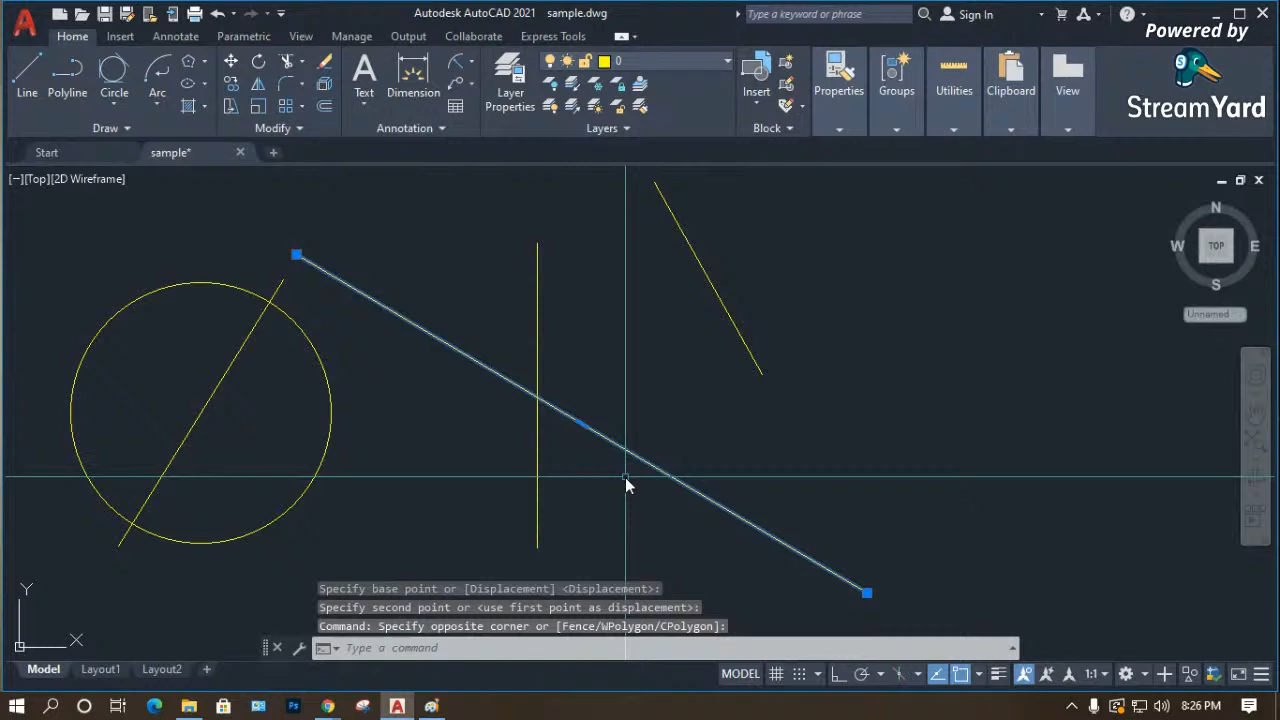 Autodesk AutoCAD 2021 sample.dwg
Type a keyword or phrase
Sign In
Powered by
StreamYard
Home Insert Annotate Parametric View Manage Output Collaborate Express Tools
0
Line Polyline Circle Arc
Text Dimension
Layer
Properties
Insert
Properties Groups Utilities Clipboard View
Draw Modify Annotation Layers Block
Start sample*
[−][Top][2D Wireframe]
N
W TOP E
S
Unnamed
Specify base point or [Displacement] <Displacement>:
Specify second point or <use first point as displacement>:
Command: Specify opposite corner or [Fence/WPolygon/CPolygon]:
Type a command
Y
X
Model Layout1 Layout2 +
MODEL 1:1
8:26 PM